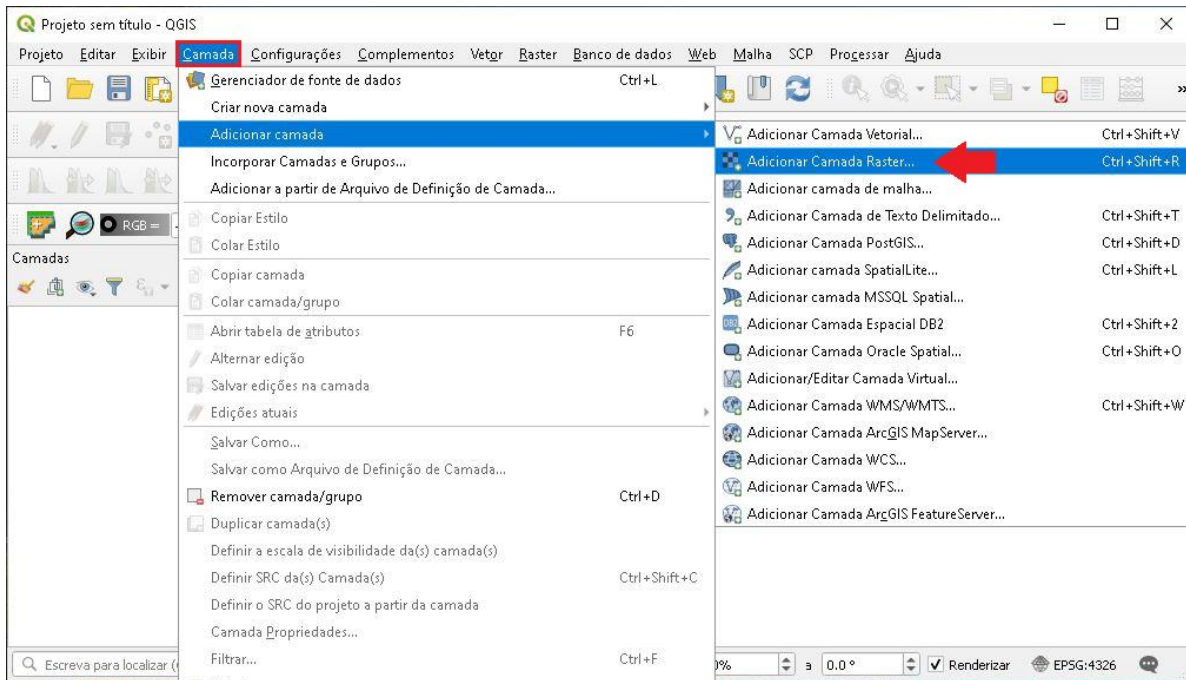 Projeto sem título - QGIS
Projeto Editar Exibir Camada Configurações Complementos Vetor Raster Banco de dados Web Malha SCP Processar Ajuda
Gerenciador de fonte de dados Ctrl+L
Criar nova camada
Adicionar camada
Incorporar Camadas e Grupos...
Adicionar a partir de Arquivo de Definição de Camada...
Copiar Estilo
Colar Estilo
Copiar camada
Colar camada/grupo
Abrir tabela de atributos F6
Alternar edição
Salvar edições na camada
Edições atuais
Salvar Como...
Salvar como Arquivo de Definição de Camada...
Remover camada/grupo Ctrl+D
Duplicar camada(s)
Definir a escala de visibilidade da(s) camada(s)
Definir SRC da(s) Camada(s) Ctrl+Shift+C
Definir o SRC do projeto a partir da camada
Camada Propriedades...
Filtrar... Ctrl+F
Adicionar Camada Vetorial... Ctrl+Shift+V
Adicionar Camada Raster... Ctrl+Shift+R
Adicionar camada de malha...
Adicionar Camada de Texto Delimitado... Ctrl+Shift+T
Adicionar Camada PostGIS... Ctrl+Shift+D
Adicionar camada SpatiaLite... Ctrl+Shift+L
Adicionar camada MSSQL Spatial...
Adicionar Camada Espacial DB2 Ctrl+Shift+2
Adicionar Camada Oracle Spatial... Ctrl+Shift+O
Adicionar/Editar Camada Virtual...
Adicionar Camada WMS/WMTS... Ctrl+Shift+W
Adicionar Camada ArcGIS MapServer...
Adicionar Camada WCS...
Adicionar Camada WFS...
Adicionar Camada ArcGIS FeatureServer...
RGB =
Camadas
Escreva para localizar (
% a 0.0 ° Renderizar EPSG:4326